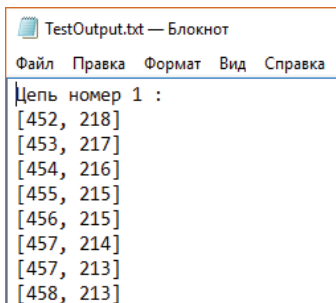 TestOutput.txt — Блокнот
Файл Правка Формат Вид Справка
Цепь номер 1 :
[452, 218]
[453, 217]
[454, 216]
[455, 215]
[456, 215]
[457, 214]
[457, 213]
[458, 213]